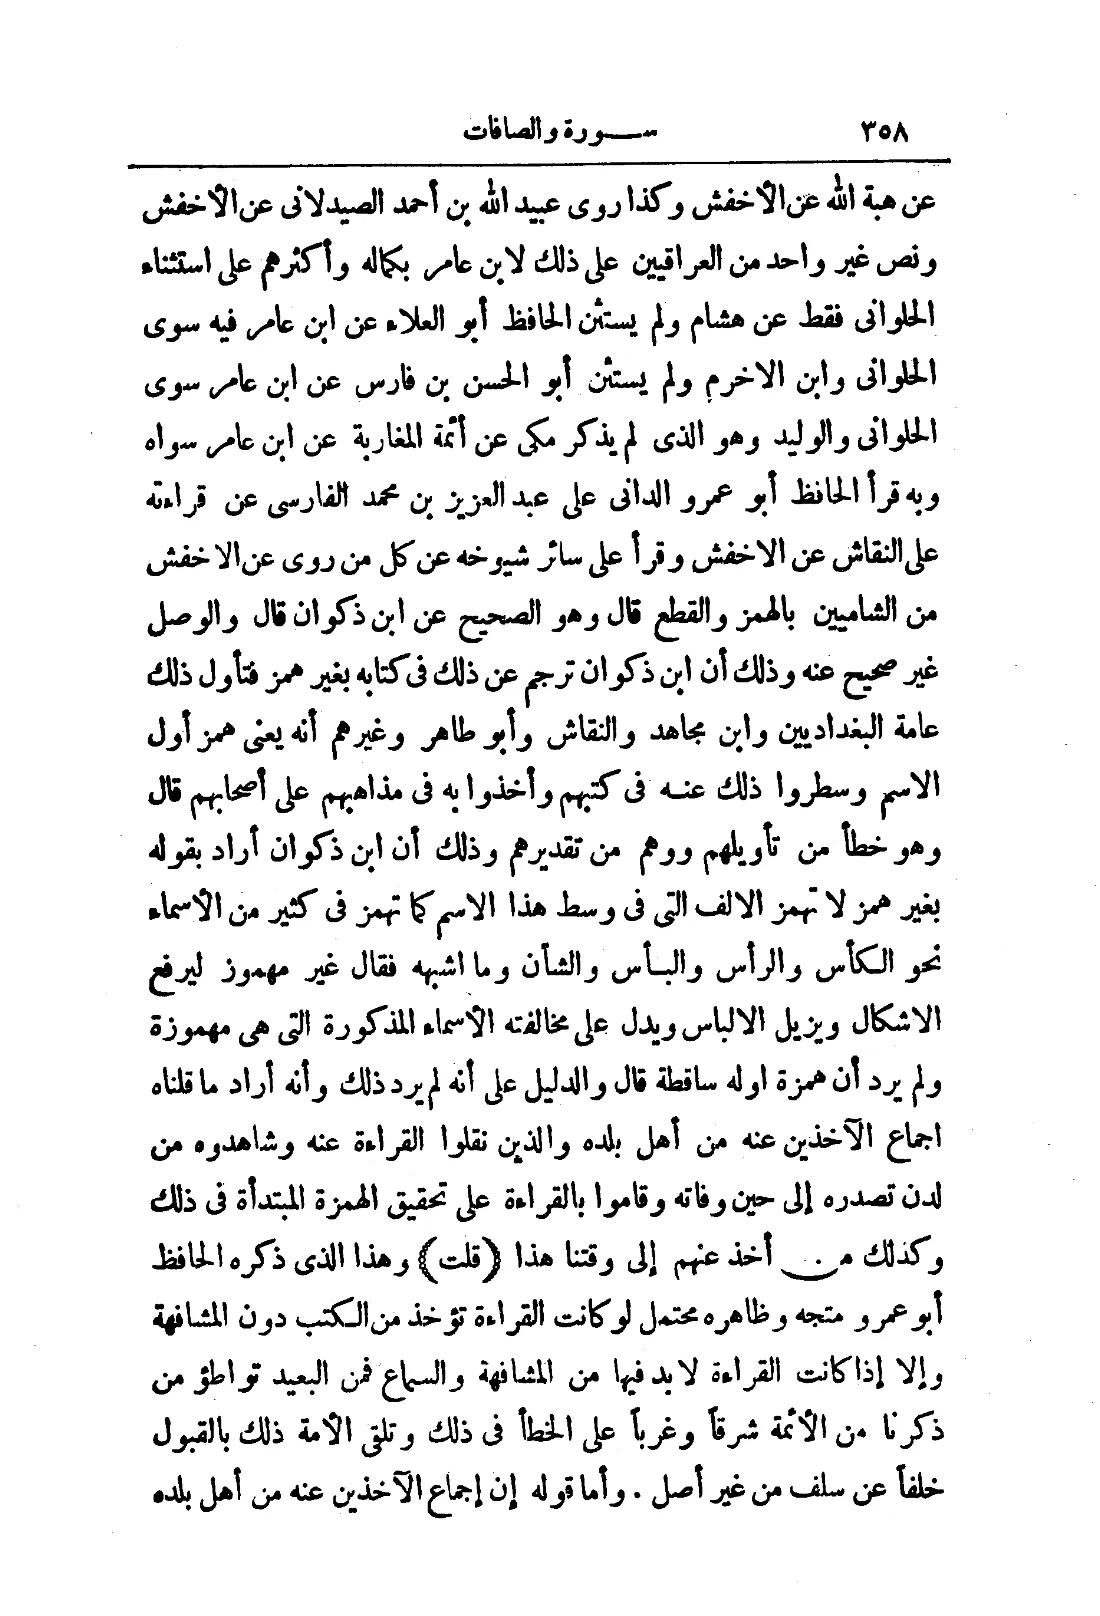 ٣٥٨ سورة والصافات
عن هبة الله عن الأخفش وكذا روى عبيد الله بن أحمد الصيدلانى عن الأخفش
ونص غير واحد من العراقيين على ذلك لابن عامر بكماله وأكثرهم على استثناء
الحلوانى فقط عن هشام ولم يستثن الحافظ أبو العلاء عن ابن عامر فيه سوى
الحلوانى وابن الاخرم ولم يستثن أبو الحسن بن فارس عن ابن عامر سوى
الحلوانى والوليد وهو الذى لم يذكر مكى عن أئمة المغاربة عن ابن عامر سواه
وبه قرأ الحافظ أبو عمرو الدانى على عبد العزيز بن محمد الفارسى عن قراءته
على النقاش عن الاخفش وقرأ على سائر شيوخه عن كل من روى عن الاخفش
من الشاميين بالهمز والقطع قال وهو الصحيح عن ابن ذكوان قال والوصل
غير صحيح عنه وذلك أن ابن ذكوان ترجم عن ذلك فى كتابه بغير همز فتأول ذلك
عامة البغداديين وابن مجاهد والنقاش وأبو طاهر وغيرهم أنه يعنى همز أول
الاسم وسطروا ذلك عنه فى كتبهم وأخذوا به فى مذاهبهم على أصحابهم قال
وهو خطأ من تأويلهم ووهم من تقديرهم وذلك أن ابن ذكوان أراد بقوله
بغير همز لا تهمز الالف التى فى وسط هذا الاسم كما تهمز فى كثير من الأسماء
نحو الكأس والرأس والبأس والشأن وما اشبهه فقال غير مهموز ليرفع
الاشكال ويزيل الالباس ويدل على مخالفته الأسماء المذكورة التى هى مهموزة
ولم يرد أن همزة اوله ساقطة قال والدليل على أنه لم يرد ذلك وأنه أراد ما قلناه
اجماع الآخذين عنه من أهل بلده والذين نقلوا القراءة عنه وشاهدوه من
لدن تصدره إلى حين وفاته وقاموا بالقراءة على تحقيق الهمزة المبتدأة فى ذلك
وكذلك من أخذ عنهم إلى وقتنا هذا (قلت) وهذا الذى ذكره الحافظ
أبو عمرو متجه وظاهره محتمل لو كانت القراءة تؤخذ من الكتب دون المشافهة
وإلا إذا كانت القراءة لا بد فيها من المشافهة والسماع فمن البعيد تواطؤ من
ذكرنا من الأئمة شرقاً وغرباً على الخطأ فى ذلك وتلقى الأمة ذلك بالقبول
خلفاً عن سلف من غير أصل . وأما قوله إن إجماع الآخذين عنه من أهل بلده